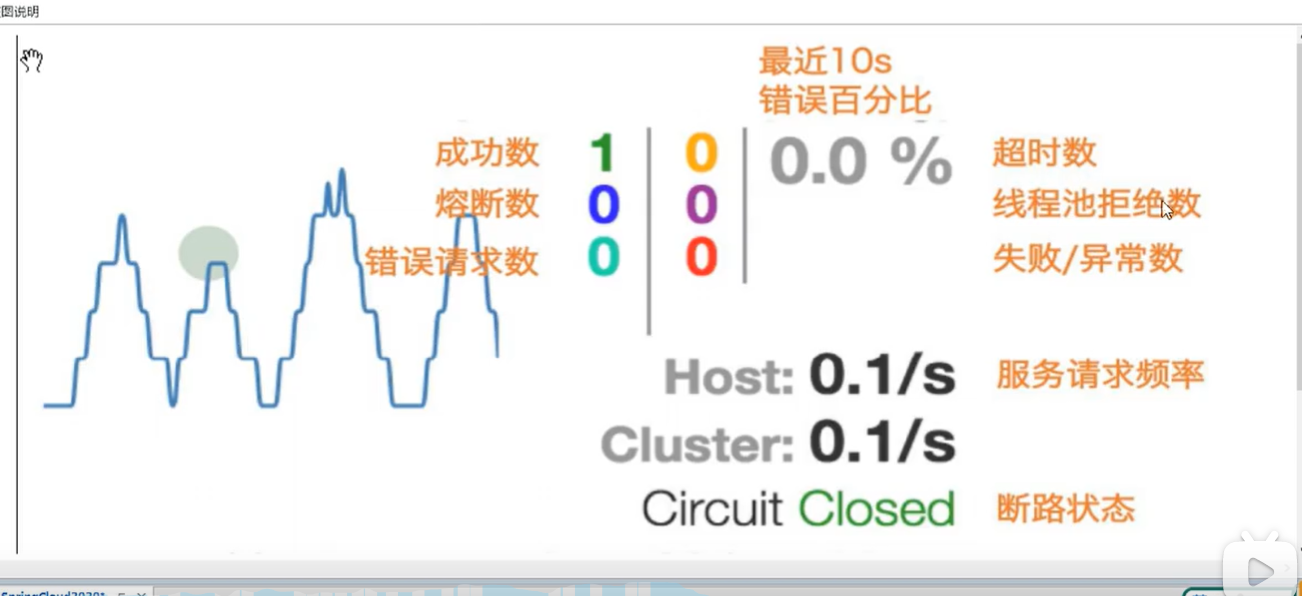 图说明
最近10s
错误百分比
成功数 1 0 0.0 % 超时数
熔断数 0 0 线程池拒绝数
错误请求数 0 0 失败/异常数
Host: 0.1/s 服务请求频率
Cluster: 0.1/s
Circuit Closed 断路状态